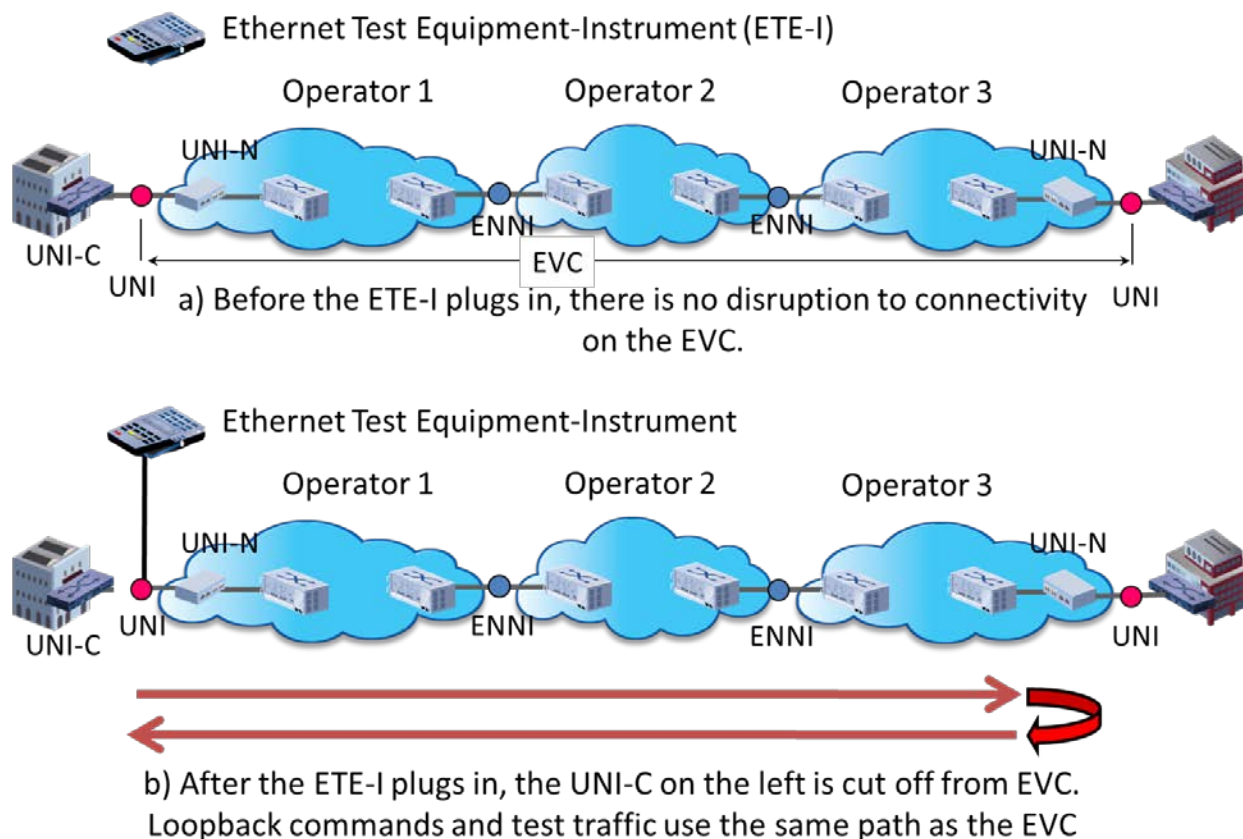 Ethernet Test Equipment-Instrument (ETE-I)
Operator 1
Operator 2
Operator 3
UNI-N
UNI-N
ENNI
ENNI
UNI-C
EVC
UNI
UNI
a) Before the ETE-I plugs in, there is no disruption to connectivity
on the EVC.
Ethernet Test Equipment-Instrument
Operator 1
Operator 2
Operator 3
UNI-N
UNI-N
UNI-C
UNI
ENNI
ENNI
UNI
b) After the ETE-I plugs in, the UNI-C on the left is cut off from EVC.
Loopback commands and test traffic use the same path as the EVC